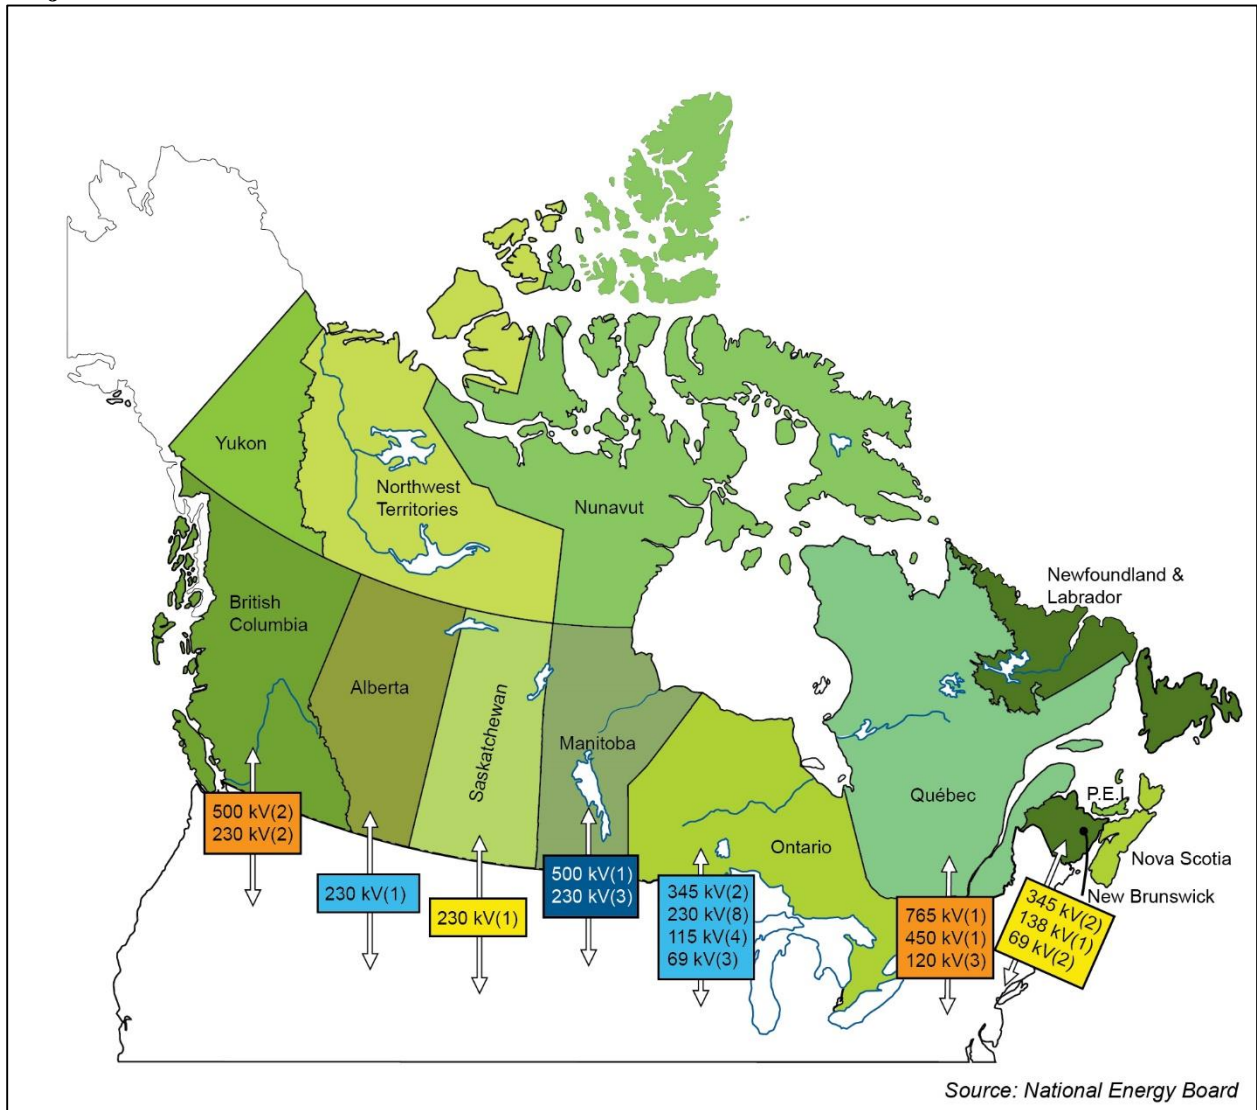 Yukon
Northwest
Territories
Nunavut
Newfoundland &
Labrador
British
Columbia
Alberta
Saskatchewan
Manitoba
Ontario
Québec
P.E.I.
Nova Scotia
New Brunswick
500 kV(2)
230 kV(2)
230 kV(1)
230 kV(1)
500 kV(1)
230 kV(3)
345 kV(2)
230 kV(8)
115 kV(4)
69 kV(3)
765 kV(1)
450 kV(1)
120 kV(3)
345 kV(2)
138 kV(1)
69 kV(2)
Source: National Energy Board